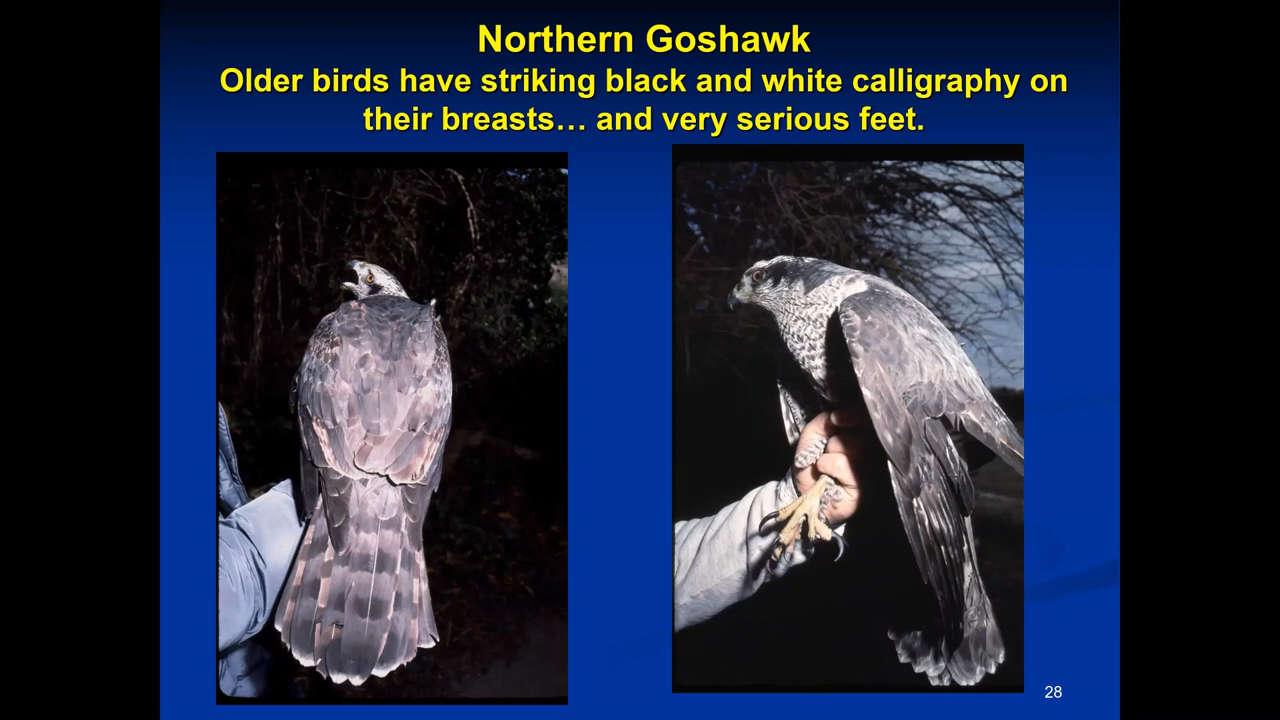 Northern Goshawk
Older birds have striking black and white calligraphy on
their breasts… and very serious feet.
28